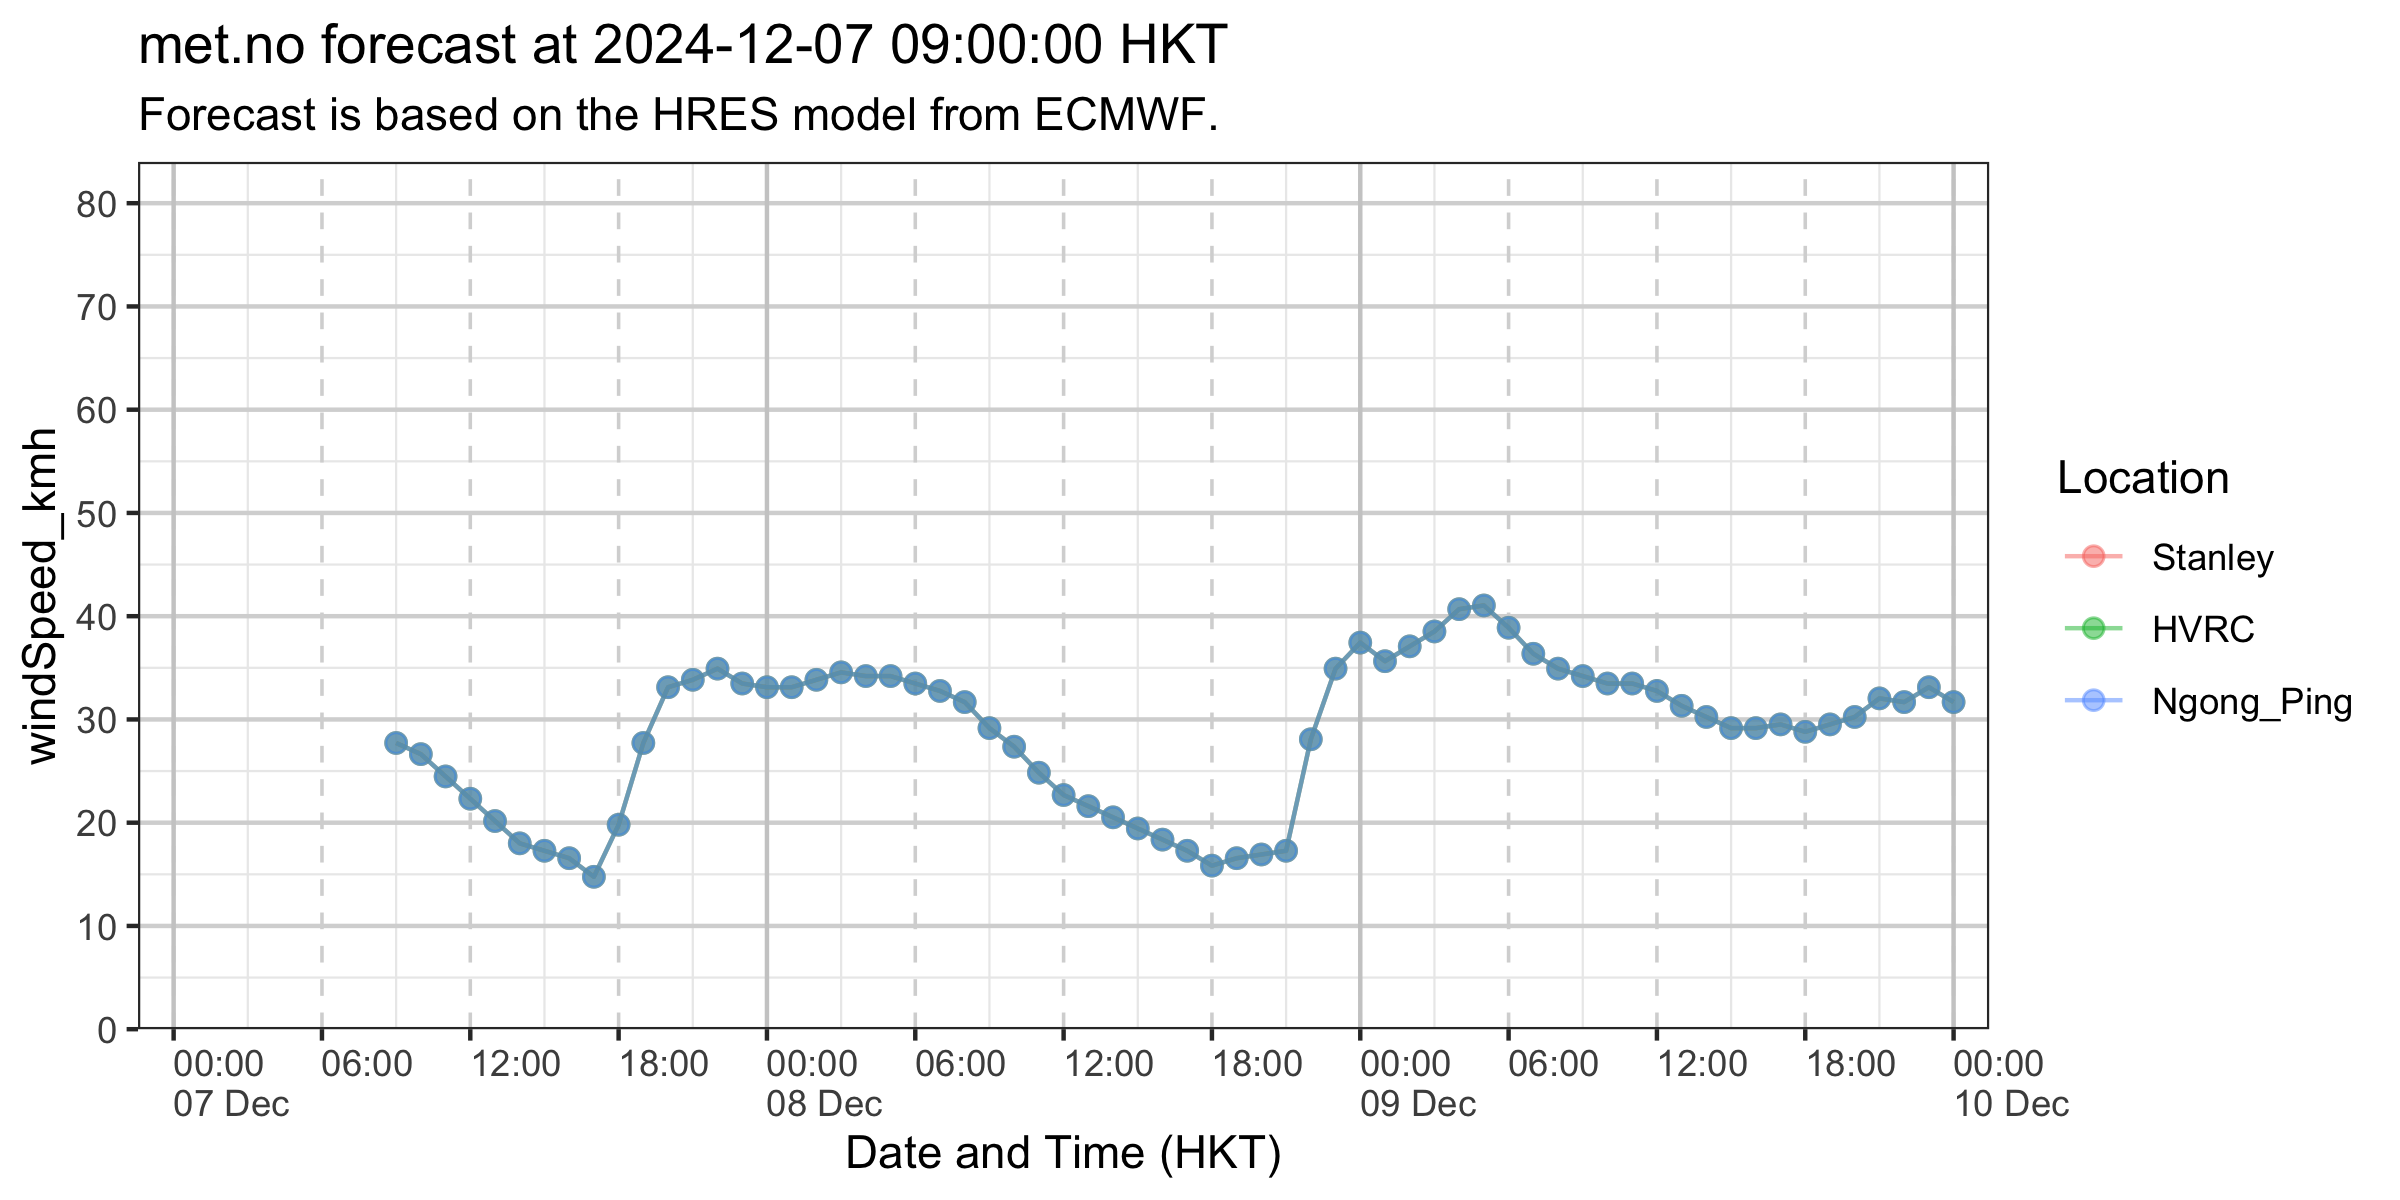 met.no forecast at 2024-12-07 09:00:00 HKT
Forecast is based on the HRES model from ECMWF.
windSpeed_kmh
80
70
60
50
40
30
20
10
0
00:00 06:00 12:00 18:00 00:00 06:00 12:00 18:00 00:00 06:00 12:00 18:00 00:00
07 Dec 08 Dec 09 Dec 10 Dec
Date and Time (HKT)
Location
Stanley
HVRC
Ngong_Ping